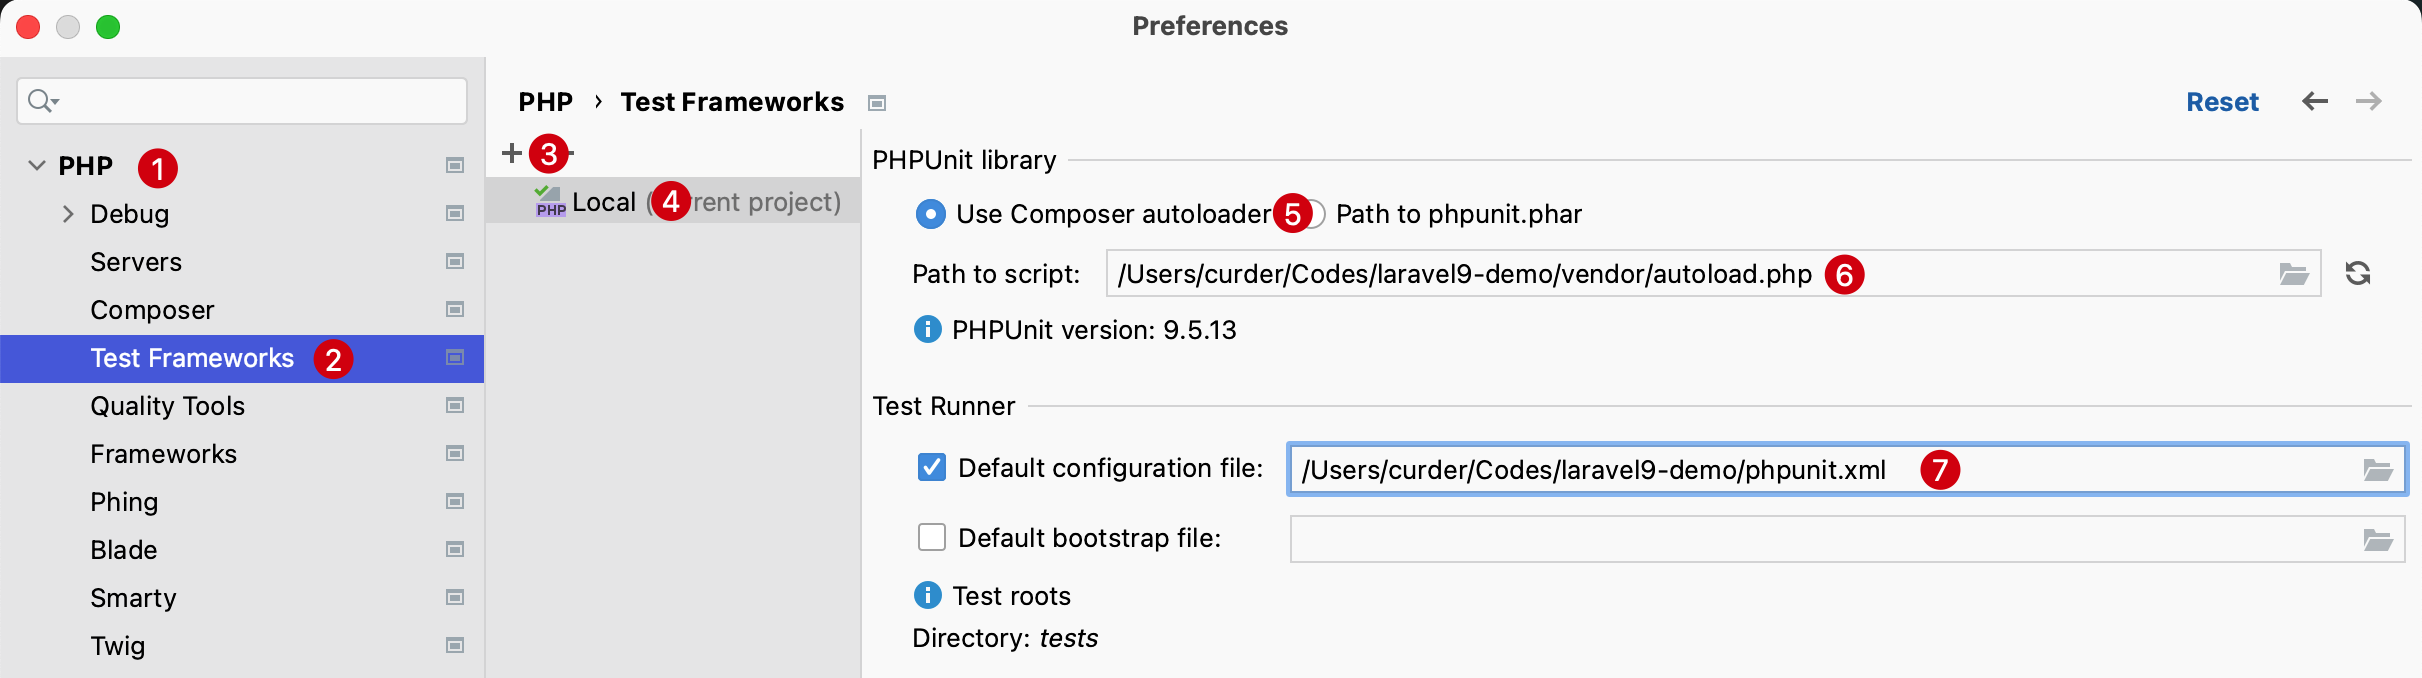 Preferences
PHP 1
Debug
Servers
Composer
Test Frameworks 2
Quality Tools
Frameworks
Phing
Blade
Smarty
Twig
PHP › Test Frameworks
Reset
+ 3
PHP Local ( 4 rent project)
PHPUnit library
Use Composer autoloader 5 Path to phpunit.phar
Path to script: /Users/curder/Codes/laravel9-demo/vendor/autoload.php 6
PHPUnit version: 9.5.13
Test Runner
Default configuration file: /Users/curder/Codes/laravel9-demo/phpunit.xml 7
Default bootstrap file:
Test roots
Directory: tests